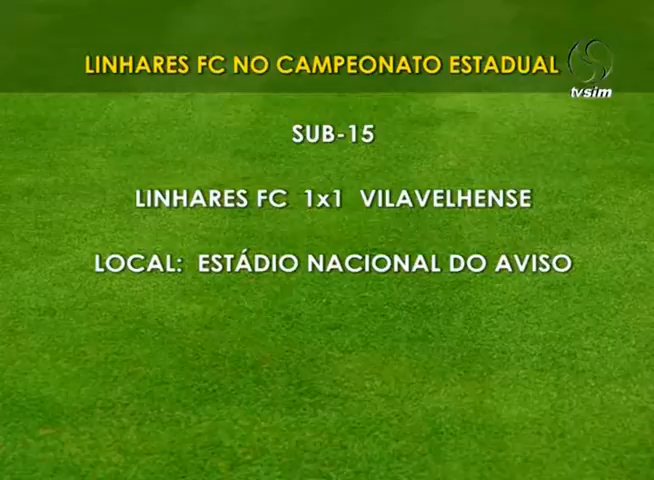 LINHARES FC NO CAMPEONATO ESTADUAL
tvsim
SUB-15
LINHARES FC 1x1 VILAVELHENSE
LOCAL: ESTÁDIO NACIONAL DO AVISO